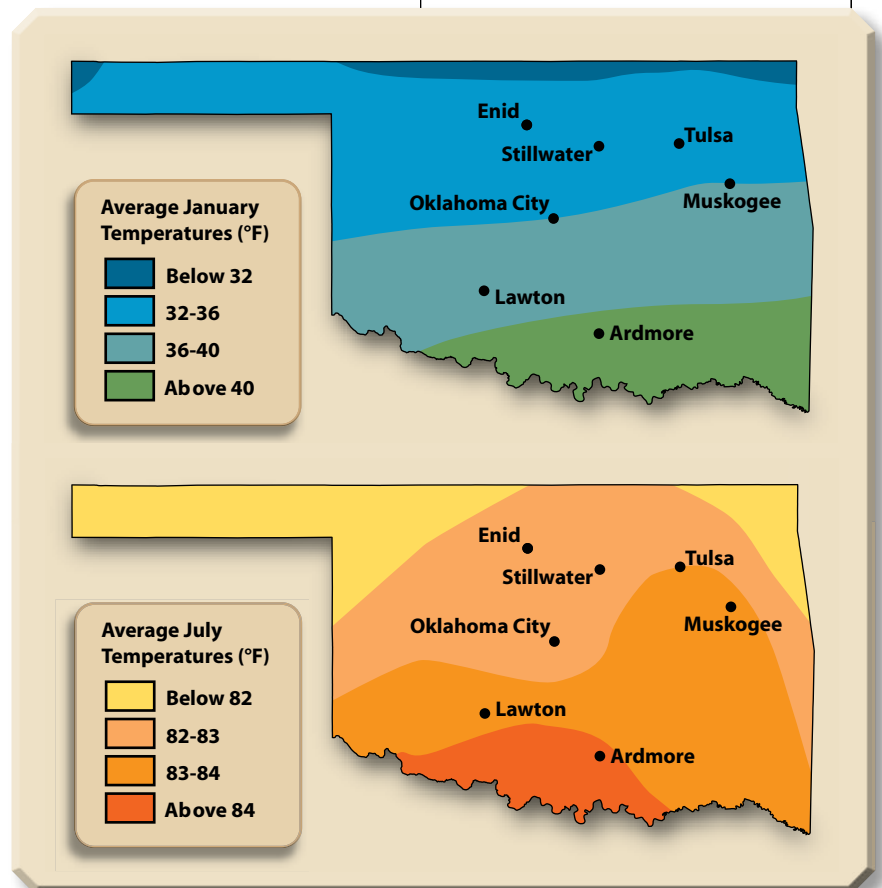 Enid
Tulsa
Stillwater
Oklahoma City
Muskogee
Lawton
Ardmore
Average January
Temperatures (°F)
Below 32
32-36
36-40
Above 40
Enid
Tulsa
Stillwater
Oklahoma City
Muskogee
Lawton
Ardmore
Average July
Temperatures (°F)
Below 82
82-83
83-84
Above 84